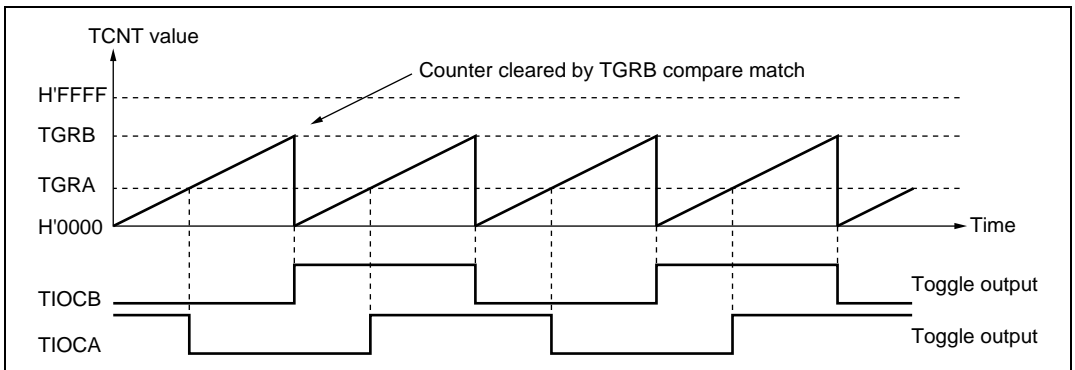 TCNT value
Counter cleared by TGRB compare match
H'FFFF
TGRB
TGRA
H'0000
Time
TIOCB
Toggle output
TIOCA
Toggle output